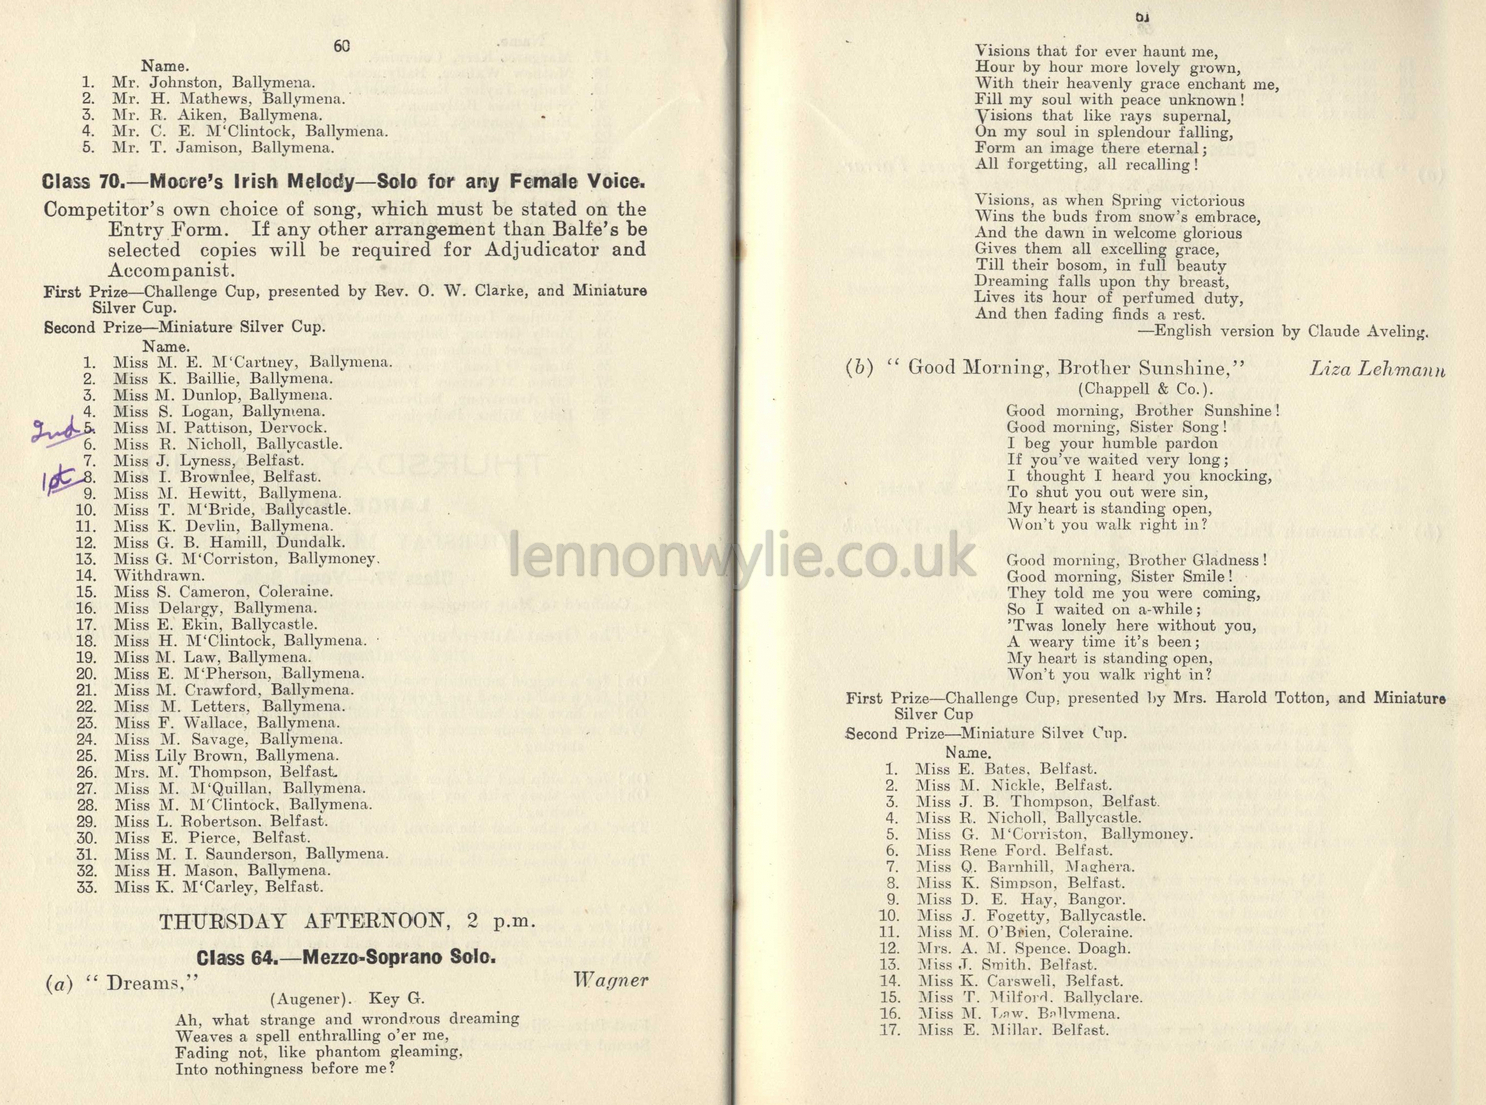 60
Name.
1. Mr. Johnston, Ballymena.
2. Mr. H. Mathews, Ballymena.
3. Mr. R. Aiken, Ballymena.
4. Mr. C. E. M‘Clintock, Ballymena.
5. Mr. T. Jamison, Ballymena.
Class 70.—Moore's Irish Melody—Solo for any Female Voice.
Competitor's own choice of song, which must be stated on the
Entry Form. If any other arrangement than Balfe's be
selected copies will be required for Adjudicator and
Accompanist.
First Prize—Challenge Cup, presented by Rev. O. W. Clarke, and Miniature
Silver Cup.
Second Prize—Miniature Silver Cup.
Name.
1. Miss M. E. M‘Cartney, Ballymena.
2. Miss K. Baillie, Ballymena.
3. Miss M. Dunlop, Ballymena.
4. Miss S. Logan, Ballymena.
2nd 5. Miss M. Pattison, Dervock.
6. Miss R. Nicholl, Ballycastle.
7. Miss J. Lyness, Belfast.
1st 8. Miss I. Brownlee, Belfast.
9. Miss M. Hewitt, Ballymena.
10. Miss T. M‘Bride, Ballycastle.
11. Miss K. Devlin, Ballymena.
12. Miss G. B. Hamill, Dundalk.
13. Miss G. M‘Corriston, Ballymoney.
14. Withdrawn.
15. Miss S. Cameron, Coleraine.
16. Miss Delargy, Ballymena.
17. Miss E. Ekin, Ballycastle.
18. Miss H. M‘Clintock, Ballymena.
19. Miss M. Law, Ballymena.
20. Miss E. M‘Pherson, Ballymena.
21. Miss M. Crawford, Ballymena.
22. Miss M. Letters, Ballymena.
23. Miss F. Wallace, Ballymena.
24. Miss M. Savage, Ballymena.
25. Miss Lily Brown, Ballymena.
26. Mrs. M. Thompson, Belfast.
27. Miss M. M‘Quillan, Ballymena.
28. Miss M. M'Clintock, Ballymena.
29. Miss L. Robertson, Belfast.
30. Miss E. Pierce, Belfast.
31. Miss M. I. Saunderson, Ballymena.
32. Miss H. Mason, Ballymena.
33. Miss K. M‘Carley, Belfast.
THURSDAY AFTERNOON, 2 p.m.
Class 64.—Mezzo-Soprano Solo.
(a) “ Dreams,” Wagner
(Augener). Key G.
Ah, what strange and wrondrous dreaming
Weaves a spell enthralling o'er me,
Fading not, like phantom gleaming,
Into nothingness before me?
61
Visions that for ever haunt me,
Hour by hour more lovely grown,
With their heavenly grace enchant me,
Fill my soul with peace unknown!
Visions that like rays supernal,
On my soul in splendour falling,
Form an image there eternal;
All forgetting, all recalling!
Visions, as when Spring victorious
Wins the buds from snow's embrace,
And the dawn in welcome glorious
Gives them all excelling grace,
Till their bosom, in full beauty
Dreaming falls upon thy breast,
Lives its hour of perfumed duty,
And then fading finds a rest.
—English version by Claude Aveling.
(b) “ Good Morning, Brother Sunshine,” Liza Lehmann
(Chappell & Co.).
Good morning, Brother Sunshine!
Good morning, Sister Song!
I beg your humble pardon
If you've waited very long;
I thought I heard you knocking,
To shut you out were sin,
My heart is standing open,
Won't you walk right in?
Good morning, Brother Gladness!
Good morning, Sister Smile!
They told me you were coming,
So I waited on a-while;
'Twas lonely here without you,
A weary time it's been;
My heart is standing open,
Won't you walk right in?
First Prize—Challenge Cup, presented by Mrs. Harold Totton, and Miniature
Silver Cup
Second Prize—Miniature Silver Cup.
Name.
1. Miss E. Bates, Belfast.
2. Miss M. Nickle, Belfast.
3. Miss J. B. Thompson, Belfast.
4. Miss R. Nicholl, Ballycastle.
5. Miss G. M‘Corriston, Ballymoney.
6. Miss Rene Ford. Belfast.
7. Miss Q. Barnhill, Maghera.
8. Miss K. Simpson, Belfast.
9. Miss D. E. Hay, Bangor.
10. Miss J. Fogetty, Ballycastle.
11. Miss M. O'Brien, Coleraine.
12. Mrs. A. M. Spence. Doagh.
13. Miss J. Smith. Belfast.
14. Miss K. Carswell, Belfast.
15. Miss T. Milford. Ballyclare.
16. Miss M. Law. Ballymena.
17. Miss E. Millar. Belfast.
lennonwylie.co.uk